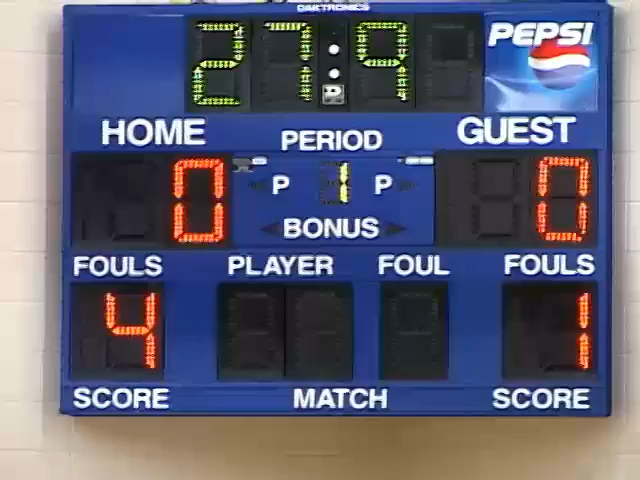 DAKTRONICS
27:9
PEPSI
HOME PERIOD GUEST
0 P 1 P 0
BONUS
FOULS PLAYER FOUL FOULS
4 1
SCORE MATCH SCORE